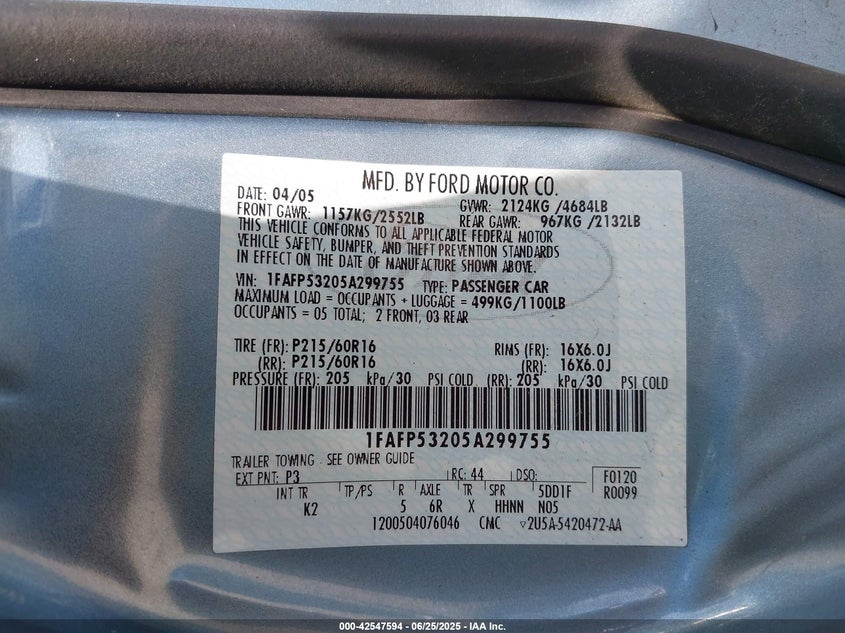 MFD. BY FORD MOTOR CO.
DATE: 04/05 GVWR: 2124KG /4684LB
FRONT GAWR: 1157KG/2552LB REAR GAWR: 967KG /2132LB
THIS VEHICLE CONFORMS TO ALL APPLICABLE FEDERAL MOTOR
VEHICLE SAFETY, BUMPER, AND THEFT PREVENTION STANDARDS
IN EFFECT ON THE DATE OF MANUFACTURE SHOWN ABOVE.
VIN: 1FAFP53205A299755 TYPE: PASSENGER CAR
MAXIMUM LOAD = OCCUPANTS + LUGGAGE = 499KG/1100LB
OCCUPANTS = 05 TOTAL; 2 FRONT, 03 REAR
TIRE (FR): P215/60R16 RIMS (FR): 16X6.0J
(RR): P215/60R16 (RR): 16X6.0J
PRESSURE (FR): 205 kPa/30 PSI COLD (RR): 205 kPa/30 PSI COLD
1FAFP53205A299755
TRAILER TOWING - SEE OWNER GUIDE
EXT PNT: P3 RC: 44 DSO: F0120
INT TR TP/PS R AXLE TR SPR 5DD1F R0099
K2 5 6R X HHNN N05
1200504076046 CMC ▽2U5A-5420472-AA
000-42547594 - 06/25/2025 - IAA Inc.